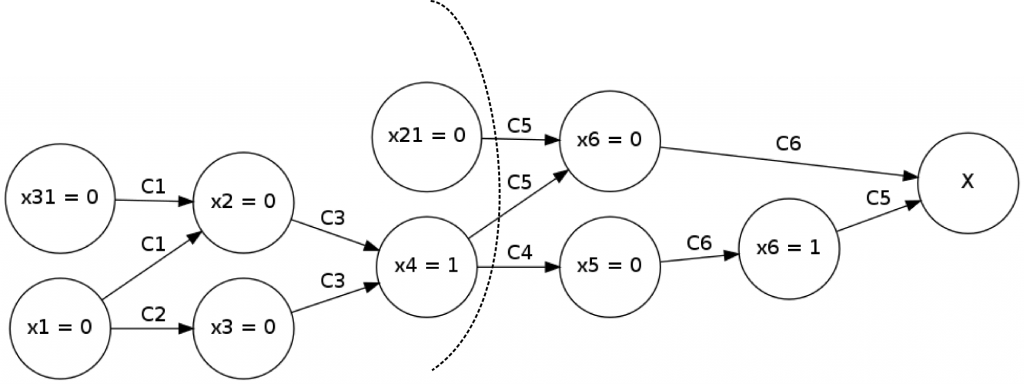 x31 = 0
C1
x2 = 0
C1
x1 = 0
C2
x3 = 0
C3
C3
x21 = 0
x4 = 1
C5
C5
C4
x6 = 0
x5 = 0
C6
C6
x6 = 1
C5
X